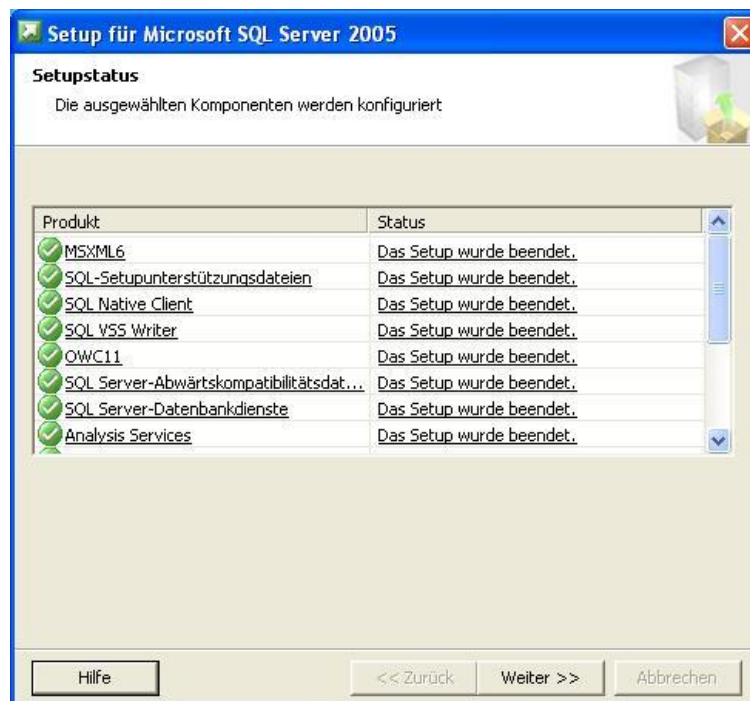 Setup für Microsoft SQL Server 2005
Setupstatus
Die ausgewählten Komponenten werden konfiguriert
Produkt Status
MSXML6 Das Setup wurde beendet.
SQL-Setupunterstützungsdateien Das Setup wurde beendet.
SQL Native Client Das Setup wurde beendet.
SQL VSS Writer Das Setup wurde beendet.
OWC11 Das Setup wurde beendet.
SQL Server-Abwärtskompatibilitätsdat... Das Setup wurde beendet.
SQL Server-Datenbankdienste Das Setup wurde beendet.
Analysis Services Das Setup wurde beendet.
Hilfe << Zurück Weiter >> Abbrechen